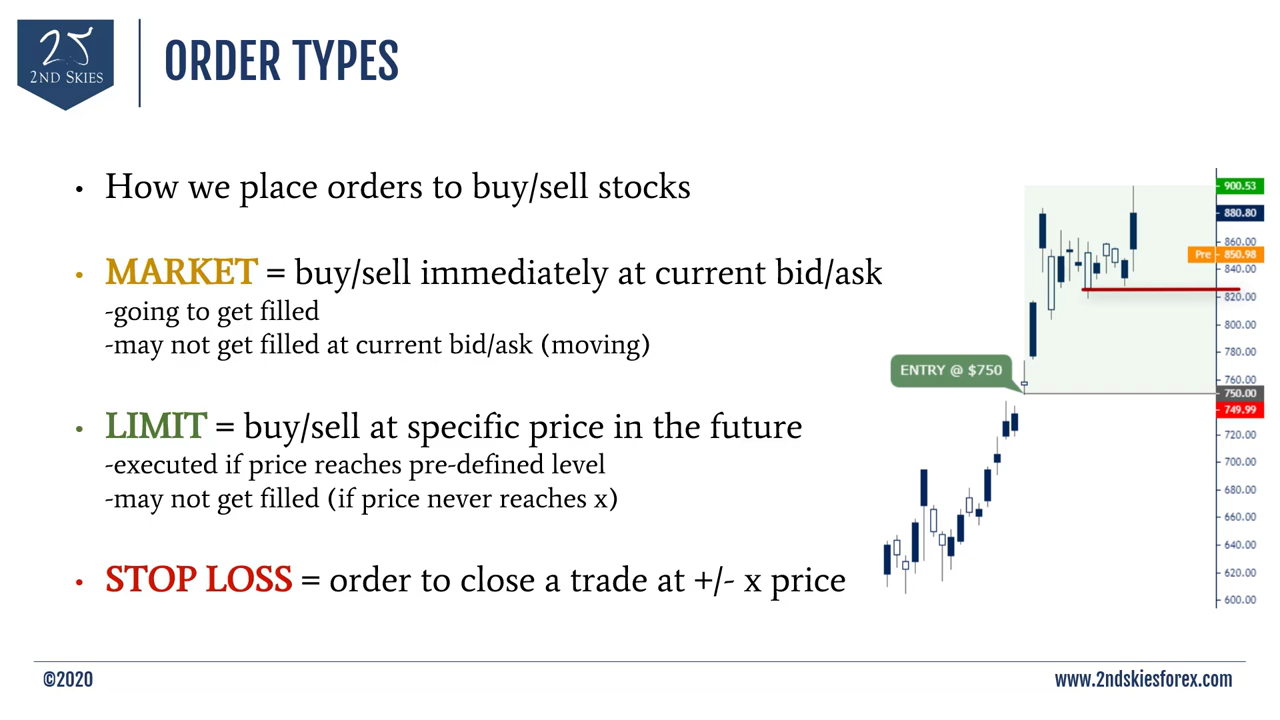 25
2ND SKIES
ORDER TYPES
• How we place orders to buy/sell stocks
• MARKET = buy/sell immediately at current bid/ask
-going to get filled
-may not get filled at current bid/ask (moving)
• LIMIT = buy/sell at specific price in the future
-executed if price reaches pre-defined level
-may not get filled (if price never reaches x)
• STOP LOSS = order to close a trade at +/- x price
ENTRY @ $750
900.53
880.80
860.00
Pre 850.98
840.00
820.00
800.00
780.00
760.00
750.00
749.99
720.00
700.00
680.00
660.00
640.00
620.00
600.00
©2020
www.2ndskiesforex.com